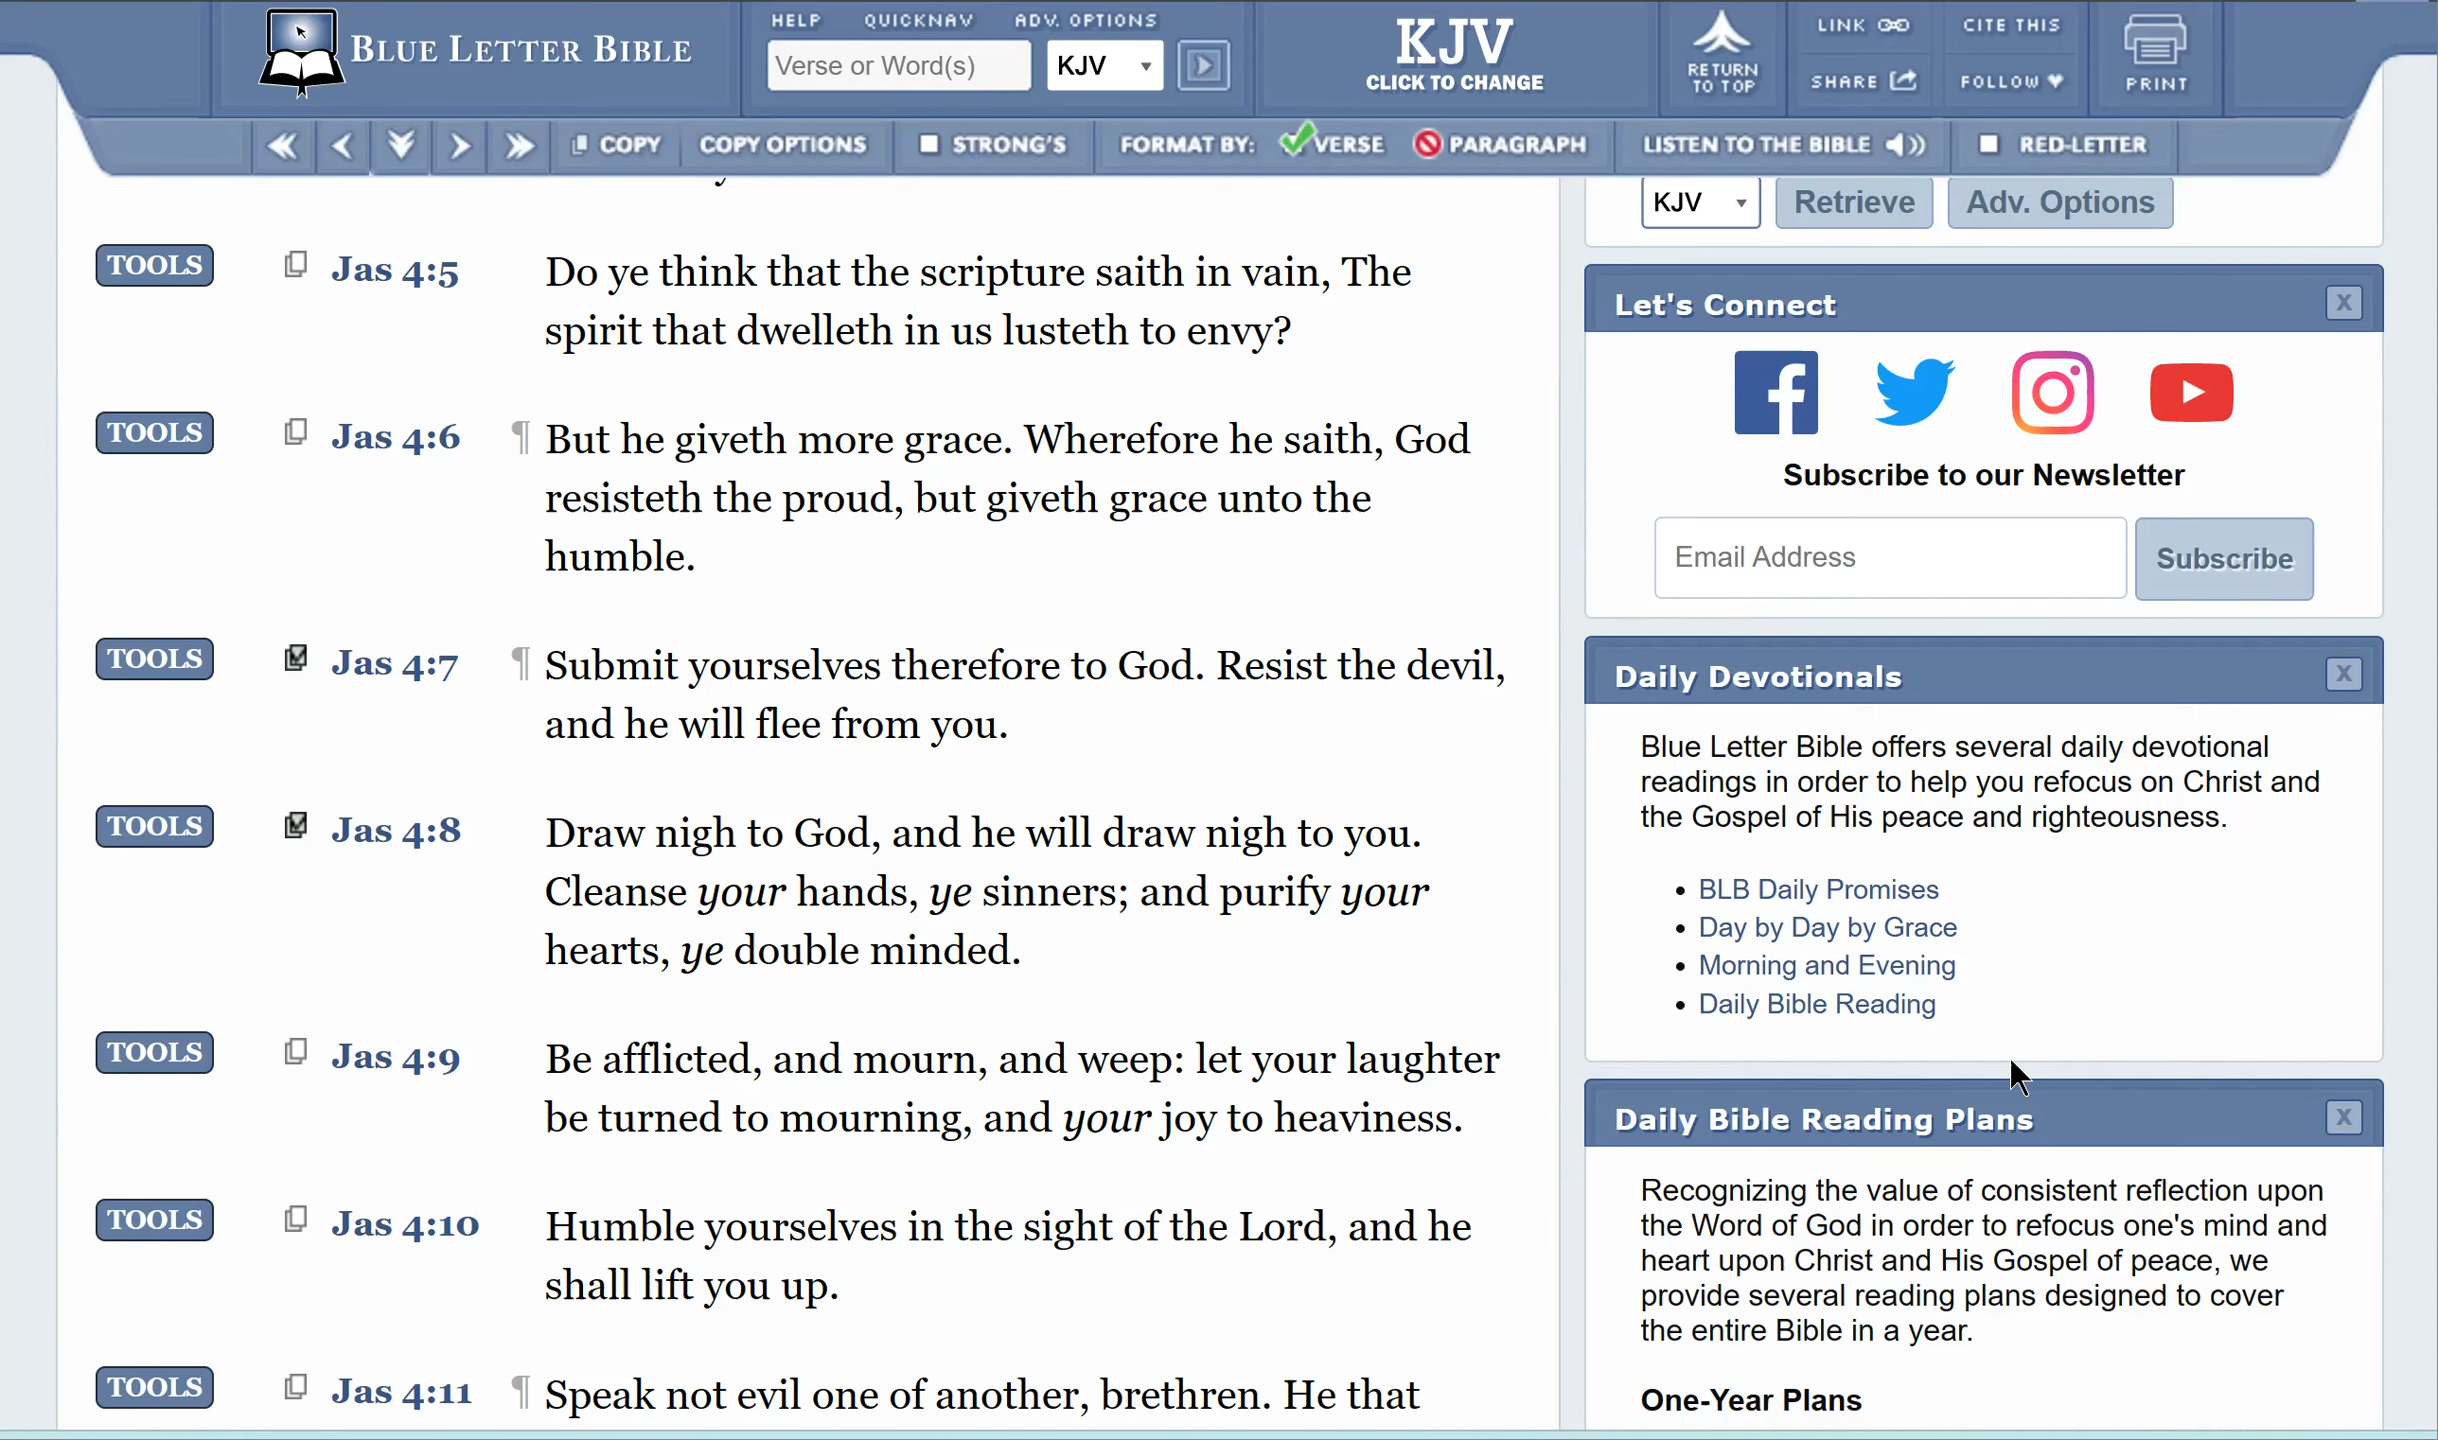 HELP QUICKNAV ADV. OPTIONS
BLUE LETTER BIBLE
Verse or Word(s) KJV
KJV
CLICK TO CHANGE
RETURN
TO TOP
LINK
CITE THIS
SHARE
FOLLOW
PRINT
COPY COPY OPTIONS STRONG'S FORMAT BY: VERSE PARAGRAPH LISTEN TO THE BIBLE RED-LETTER
TOOLS Jas 4:5 Do ye think that the scripture saith in vain, The
spirit that dwelleth in us lusteth to envy?
TOOLS Jas 4:6 ¶ But he giveth more grace. Wherefore he saith, God
resisteth the proud, but giveth grace unto the
humble.
TOOLS Jas 4:7 ¶ Submit yourselves therefore to God. Resist the devil,
and he will flee from you.
TOOLS Jas 4:8 Draw nigh to God, and he will draw nigh to you.
Cleanse your hands, ye sinners; and purify your
hearts, ye double minded.
TOOLS Jas 4:9 Be afflicted, and mourn, and weep: let your laughter
be turned to mourning, and your joy to heaviness.
TOOLS Jas 4:10 Humble yourselves in the sight of the Lord, and he
shall lift you up.
TOOLS Jas 4:11 ¶ Speak not evil one of another, brethren. He that
KJV Retrieve Adv. Options
Let's Connect X
Subscribe to our Newsletter
Email Address Subscribe
Daily Devotionals X
Blue Letter Bible offers several daily devotional
readings in order to help you refocus on Christ and
the Gospel of His peace and righteousness.
• BLB Daily Promises
• Day by Day by Grace
• Morning and Evening
• Daily Bible Reading
Daily Bible Reading Plans X
Recognizing the value of consistent reflection upon
the Word of God in order to refocus one's mind and
heart upon Christ and His Gospel of peace, we
provide several reading plans designed to cover
the entire Bible in a year.
One-Year Plans